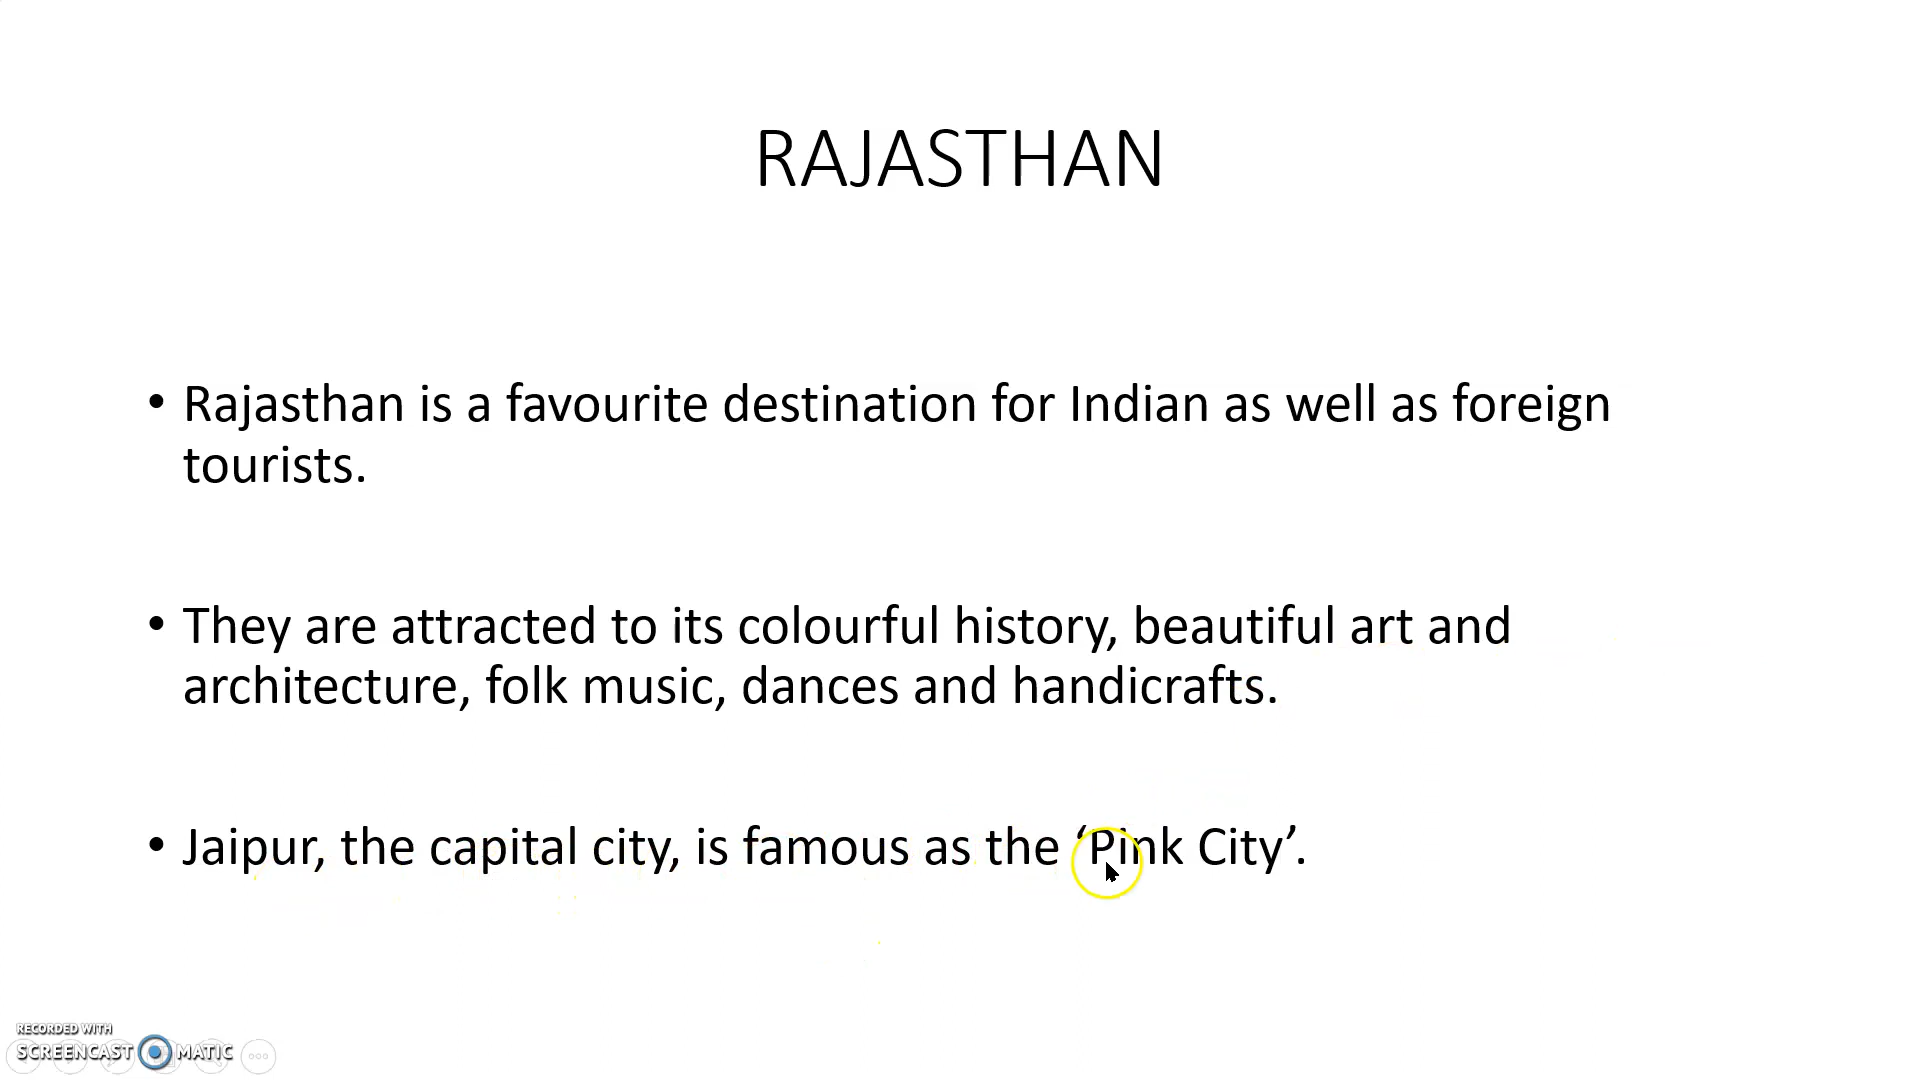 RAJASTHAN
• Rajasthan is a favourite destination for Indian as well as foreign
tourists.
• They are attracted to its colourful history, beautiful art and
architecture, folk music, dances and handicrafts.
• Jaipur, the capital city, is famous as the ‘Pink City’.
RECORDED WITH
SCREENCAST MATIC